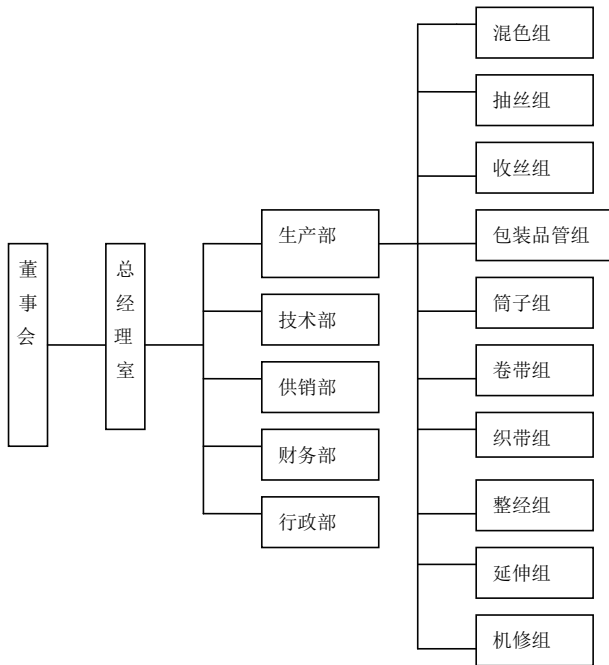 董事会
总经理室
生产部
技术部
供销部
财务部
行政部
混色组
抽丝组
收丝组
包装品管组
筒子组
卷带组
织带组
整经组
延伸组
机修组